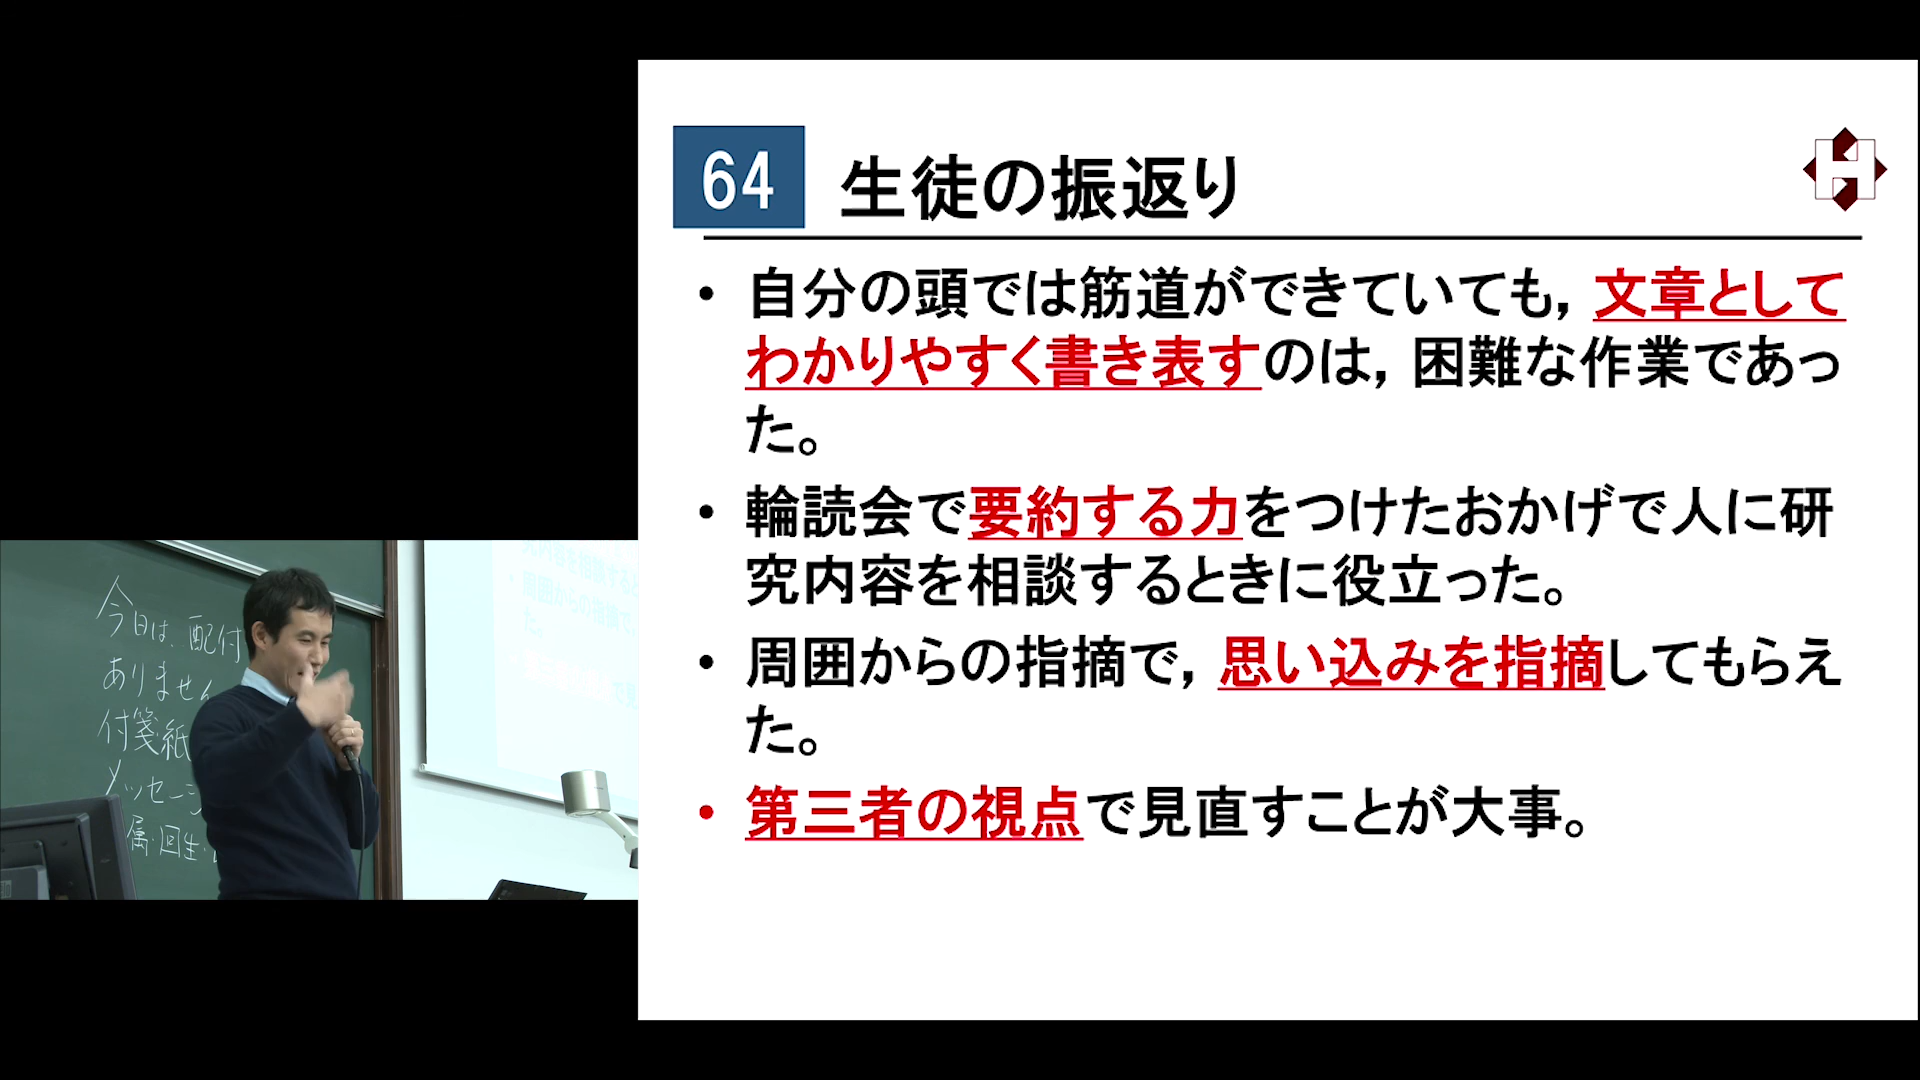 64
生徒の振返り
• 自分の頭では筋道ができていても，文章として
わかりやすく書き表すのは，困難な作業であっ
た。
• 輪読会で要約する力をつけたおかげで人に研
究内容を相談するときに役立った。
• 周囲からの指摘で，思い込みを指摘してもらえ
た。
• 第三者の視点で見直すことが大事。
H
今日は、配付
ありません
付箋紙
メッセージ
属・回生・